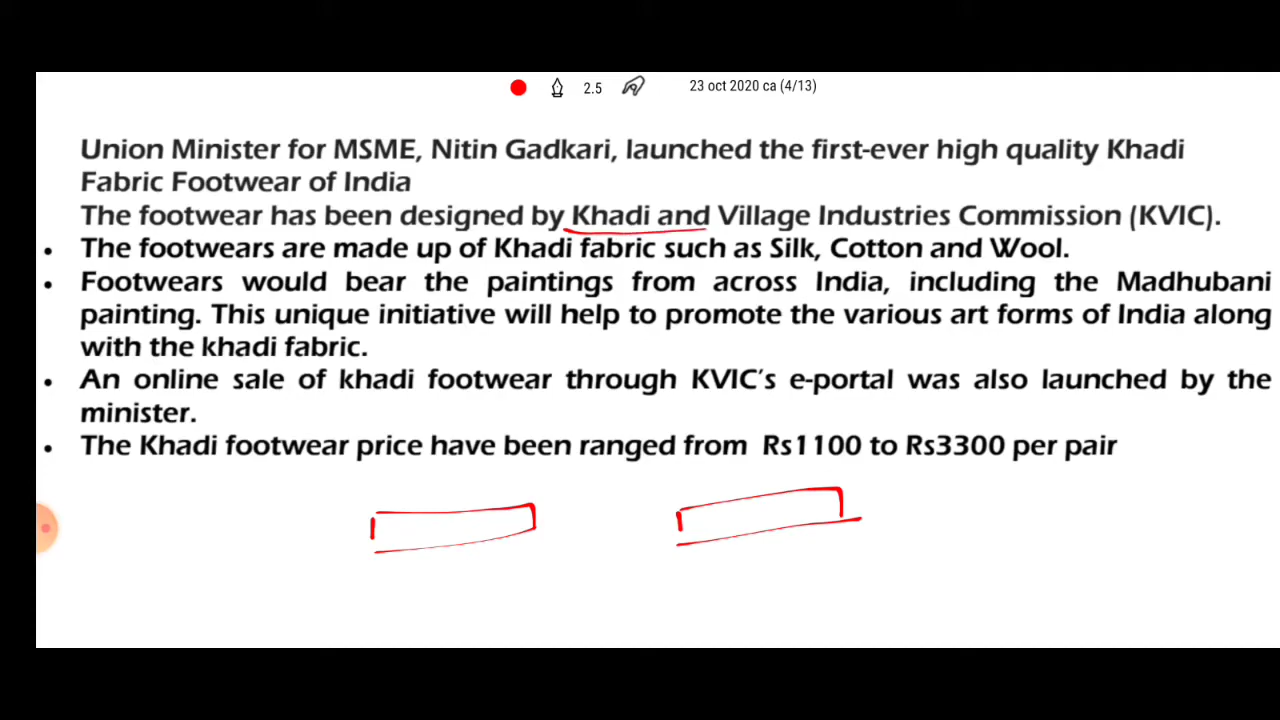 2.5 23 oct 2020 ca (4/13)
Union Minister for MSME, Nitin Gadkari, launched the first-ever high quality Khadi
Fabric Footwear of India
The footwear has been designed by Khadi and Village Industries Commission (KVIC).
• The footwears are made up of Khadi fabric such as Silk, Cotton and Wool.
• Footwears would bear the paintings from across India, including the Madhubani
painting. This unique initiative will help to promote the various art forms of India along
with the khadi fabric.
• An online sale of khadi footwear through KVIC's e-portal was also launched by the
minister.
• The Khadi footwear price have been ranged from Rs1100 to Rs3300 per pair